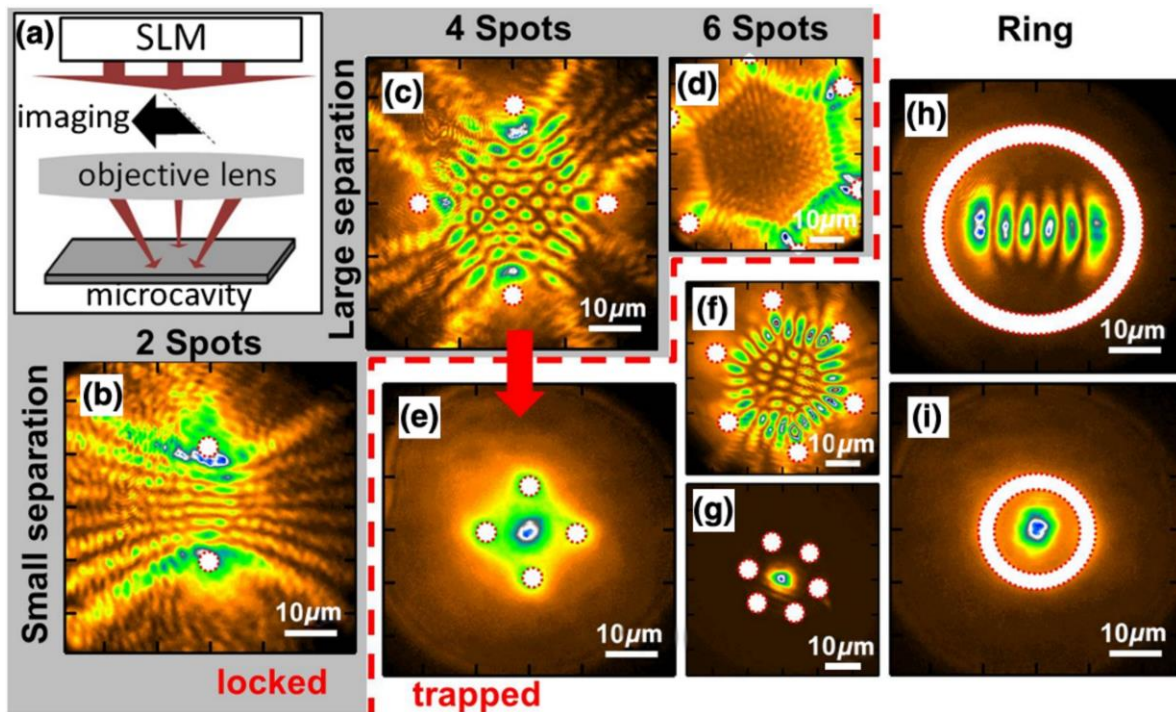 (a)
SLM
imaging
objective lens
microcavity
4 Spots
6 Spots
Ring
Large separation
(c)
10μm
(d)
10μm
(h)
10μm
2 Spots
Small separation
(b)
10μm
locked
(e)
10μm
trapped
(f)
10μm
(g)
10μm
(i)
10μm